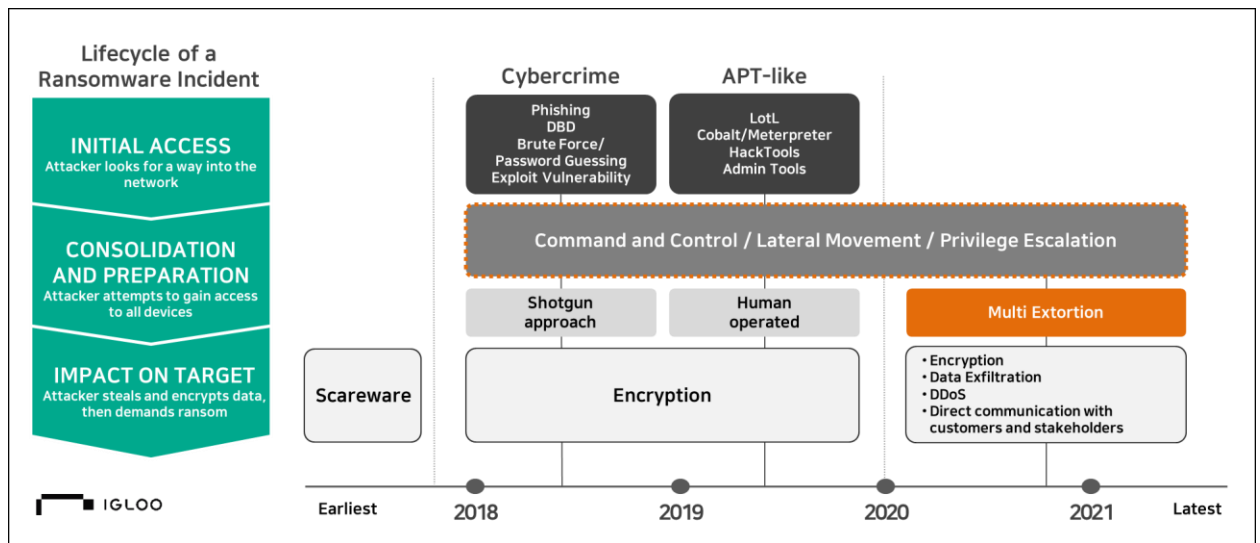 Lifecycle of a
Ransomware Incident
INITIAL ACCESS
Attacker looks for a way into the
network
CONSOLIDATION
AND PREPARATION
Attacker attempts to gain access
to all devices
IMPACT ON TARGET
Attacker steals and encrypts data,
then demands ransom
IGLOO
Cybercrime
Phishing
DBD
Brute Force/
Password Guessing
Exploit Vulnerability
APT-like
LotL
Cobalt/Meterpreter
HackTools
Admin Tools
Command and Control / Lateral Movement / Privilege Escalation
Shotgun
approach
Human
operated
Multi Extortion
Scareware
Encryption
• Encryption
• Data Exfiltration
• DDoS
• Direct communication with
customers and stakeholders
Earliest
2018
2019
2020
2021
Latest